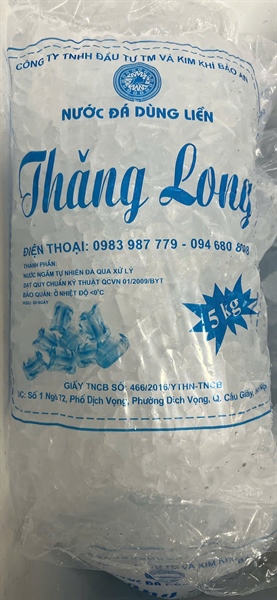 CÔNG TY TNHH ĐẦU TƯ TM VÀ KIM KHÍ BẢO AN
NƯỚC ĐÁ DÙNG LIỀN
Thăng Long
ĐIỆN THOẠI: 0983 987 779 - 094 680
THÀNH PHẦN:
NƯỚC NGẦM TỰ NHIÊN ĐÃ QUA XỬ LÝ
ĐẠT QUY CHUẨN KỸ THUẬT QCVN 01/2009/BYT
BẢO QUẢN: Ở NHIỆT ĐỘ <0°C
5 kg
GIẤY TNCB SỐ: 466/2016/YTHN-TNCB
ĐC: Số 1 Ngõ 72, Phố Dịch Vọng, Phường Dịch Vọng, Q. Cầu Giấy